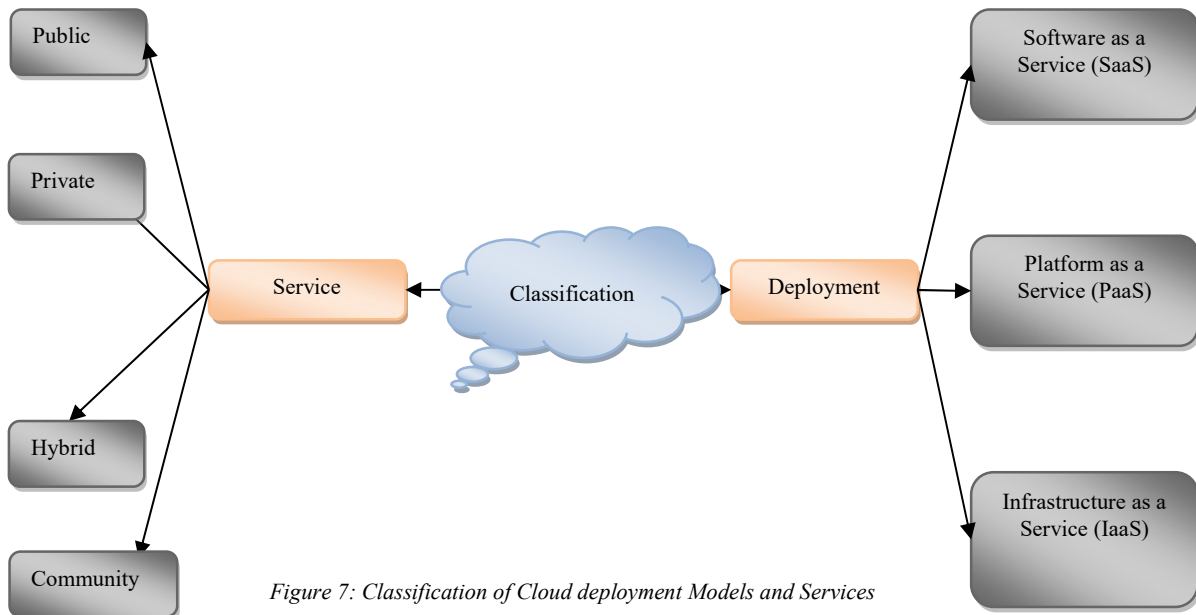 Public
Private
Hybrid
Community
Service
Classification
Deployment
Software as a
Service (SaaS)
Platform as a
Service (PaaS)
Infrastructure as a
Service (IaaS)
Figure 7: Classification of Cloud deployment Models and Services